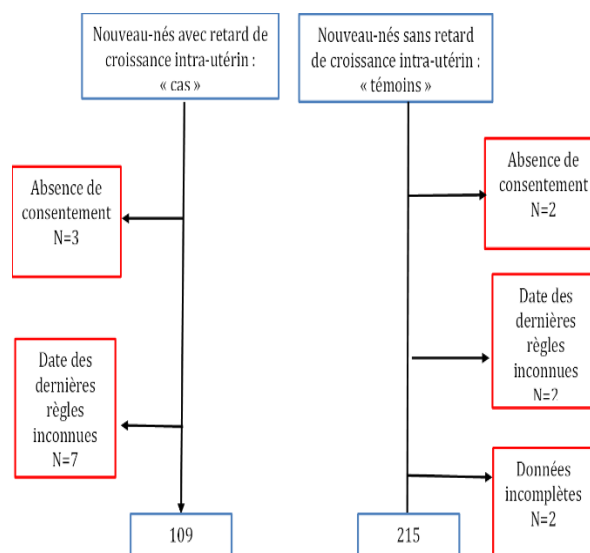 Nouveau-nés avec retard de
croissance intra-utérin :
« cas »
Nouveau-nés sans retard
de croissance intra-utérin :
« témoins »
Absence de
consentement
N=3
Absence de
consentement
N=2
Date des
dernières
règles
inconnues
N=7
Date des
dernières
règles
inconnues
N=2
Données
incomplètes
N=2
109
215